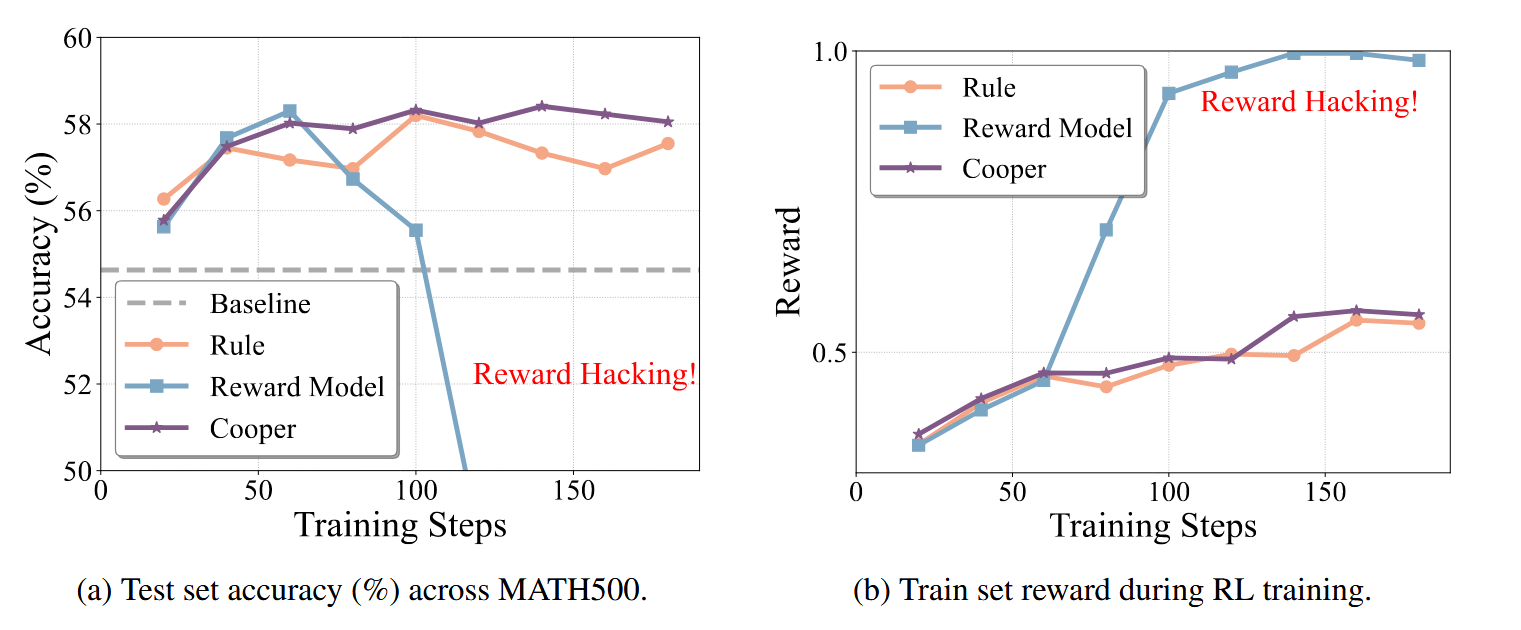 60
58
56
54
52
50
0
50
100
150
Accuracy (%)
Training Steps
Baseline
Rule
Reward Model
Cooper
Reward Hacking!
(a) Test set accuracy (%) across MATH500.
1.0
0.5
0
50
100
150
Reward
Training Steps
Rule
Reward Model
Cooper
Reward Hacking!
(b) Train set reward during RL training.